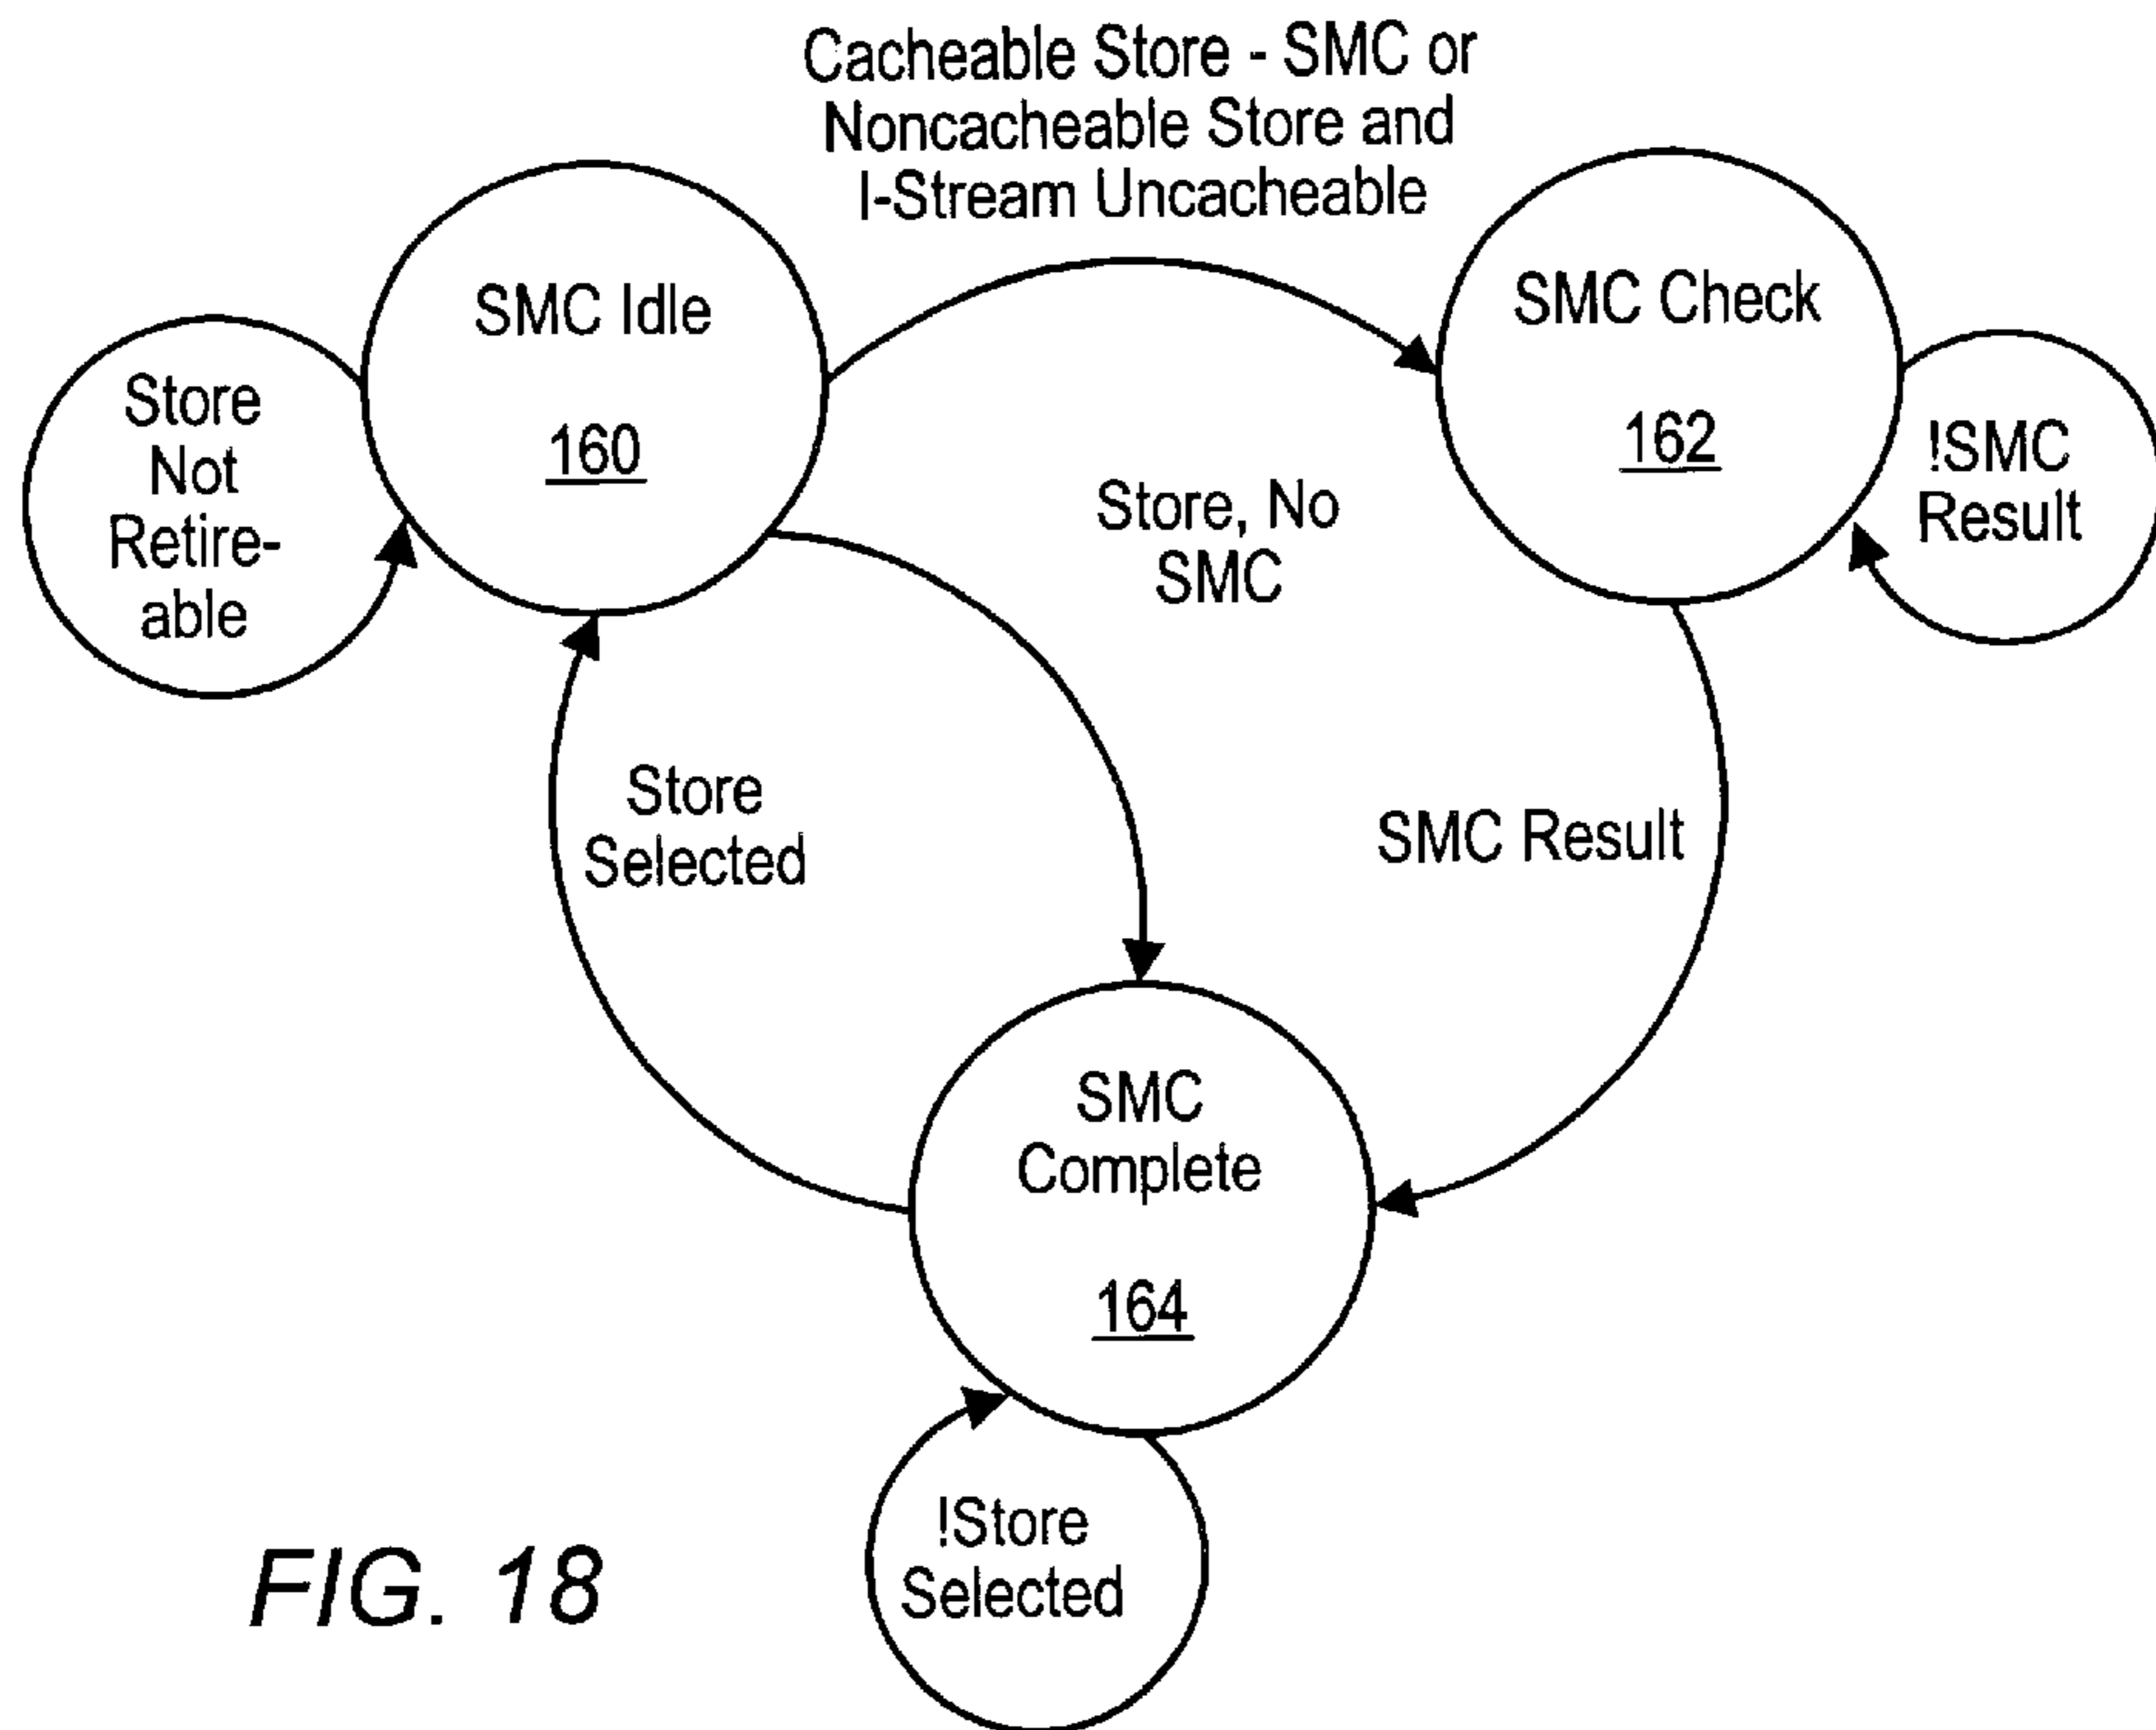 Cacheable Store - SMC or
Noncacheable Store and
I-Stream Uncacheable
SMC Idle
160
SMC Check
162
Store
Not
Retire-
able
!SMC
Result
Store, No
SMC
Store
Selected
SMC Result
SMC
Complete
164
!Store
Selected
FIG. 18